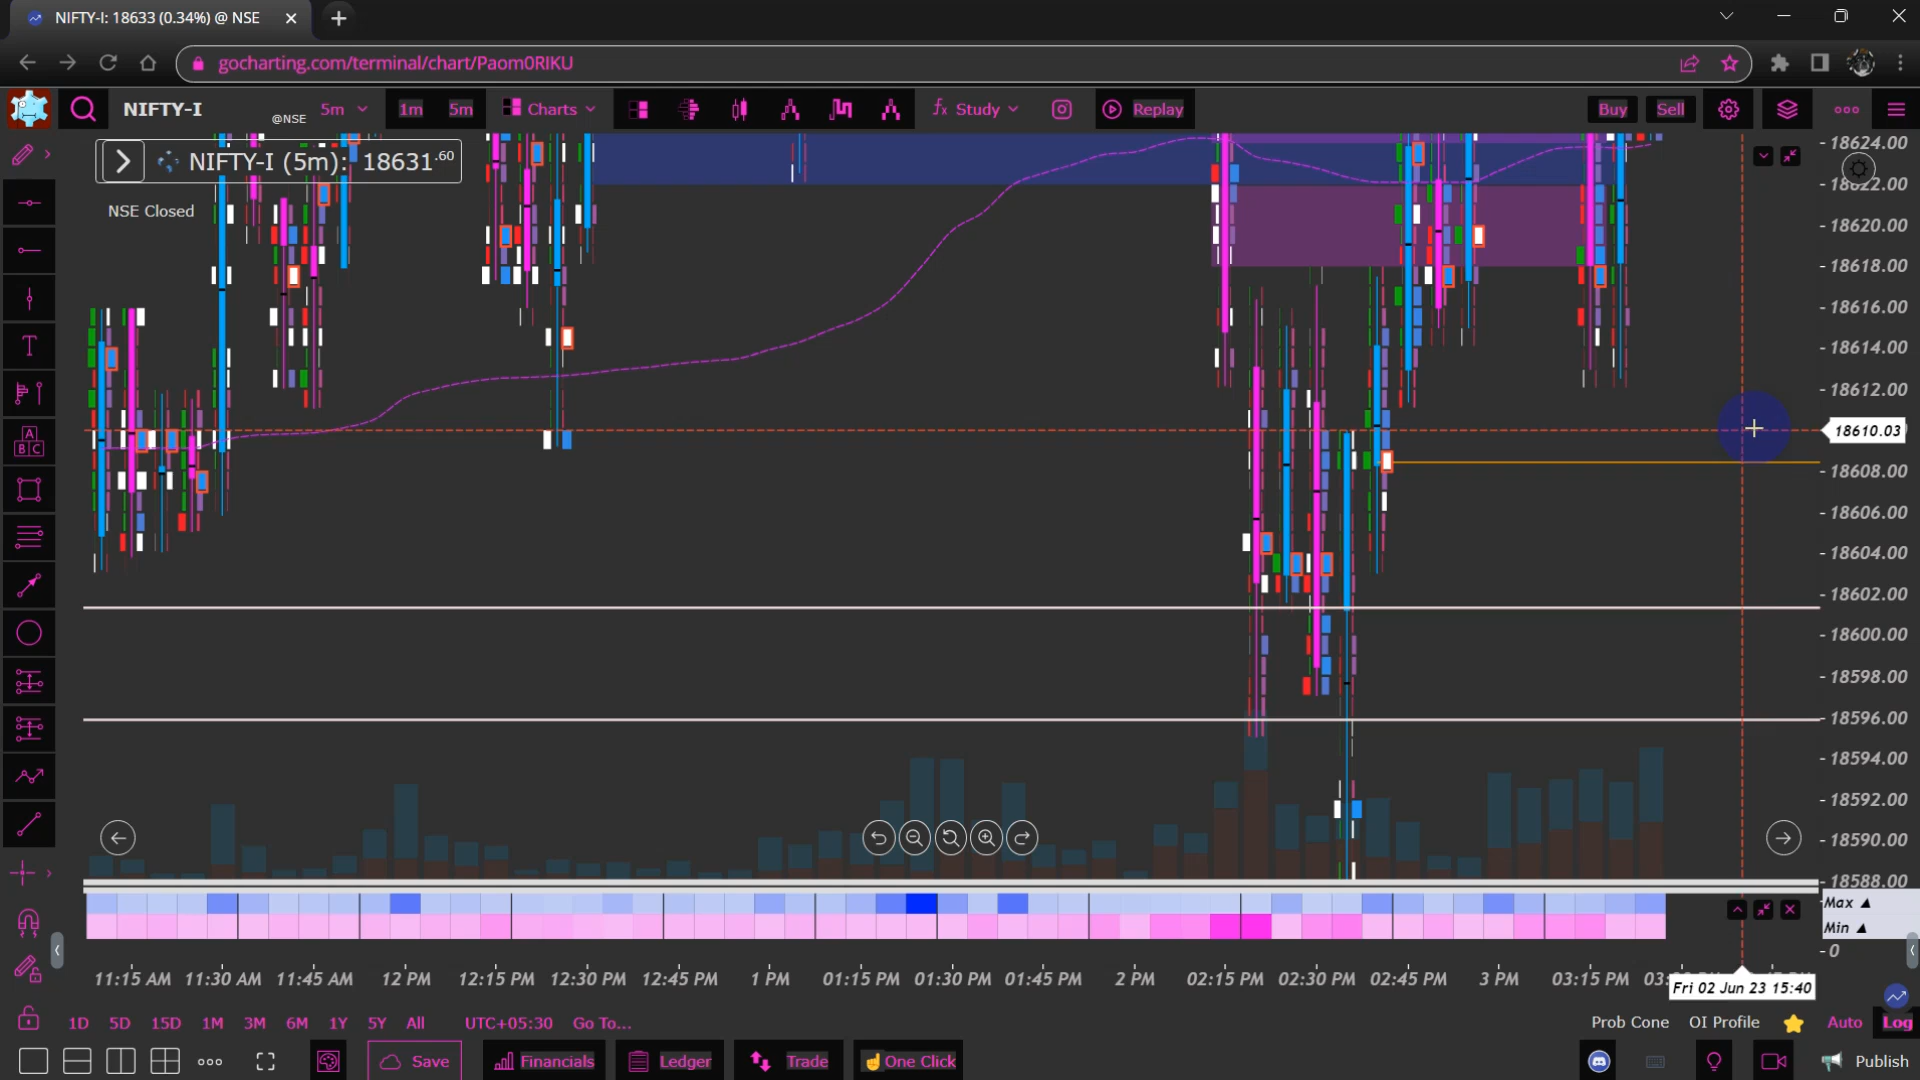 NIFTY-I: 18633 (0.34%) @ NSE
gocharting.com/terminal/chart/Paom0RIKU
NIFTY-I @NSE 5m 1m 5m Charts Study Replay Buy Sell
NIFTY-I (5m): 18631.60
NSE Closed
18624.00
18622.00
18620.00
18618.00
18616.00
18614.00
18612.00
18610.03
18608.00
18606.00
18604.00
18602.00
18600.00
18598.00
18596.00
18594.00
18592.00
18590.00
18588.00
Max ▲
Min ▲
0
T
A
B C
11:15 AM 11:30 AM 11:45 AM 12 PM 12:15 PM 12:30 PM 12:45 PM 1 PM 01:15 PM 01:30 PM 01:45 PM 2 PM 02:15 PM 02:30 PM 02:45 PM 3 PM 03:15 PM
Fri 02 Jun 23 15:40
1D 5D 15D 1M 3M 6M 1Y 5Y All UTC+05:30 Go To... Prob Cone OI Profile Auto Log
Save Financials Ledger Trade One Click Publish